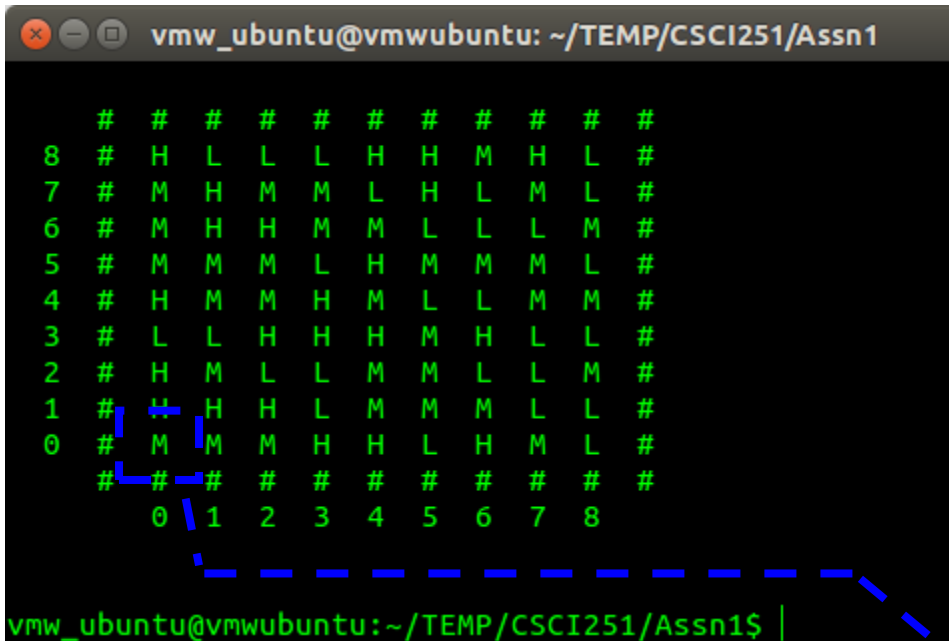 vmw_ubuntu@vmwubuntu: ~/TEMP/CSCI251/Assn1
# # # # # # # # # # #
8 # H L L L H H M H L #
7 # M H M M L H L M L #
6 # M H H M M L L L M #
5 # M M M L H M M M L #
4 # H M M H M L L M M #
3 # L L H H H M H L L #
2 # H M L L M M L L M #
1 # H H H L M M M L L #
0 # M M M H H L H M L #
# # # # # # # # # # #
0 1 2 3 4 5 6 7 8
vmw_ubuntu@vmwubuntu:~/TEMP/CSCI251/Assn1$